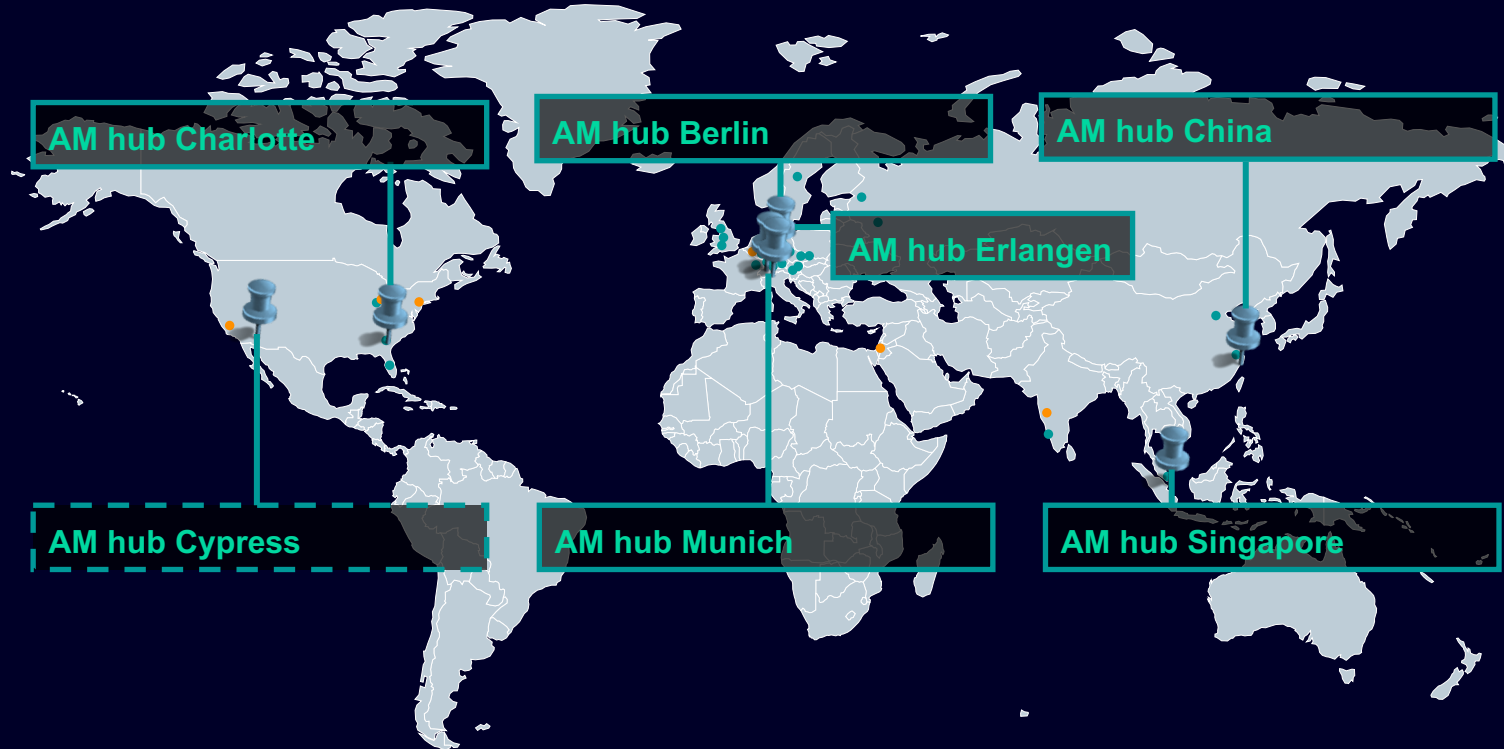 AM hub Charlotte
AM hub Berlin
AM hub China
AM hub Erlangen
AM hub Cypress
AM hub Munich
AM hub Singapore